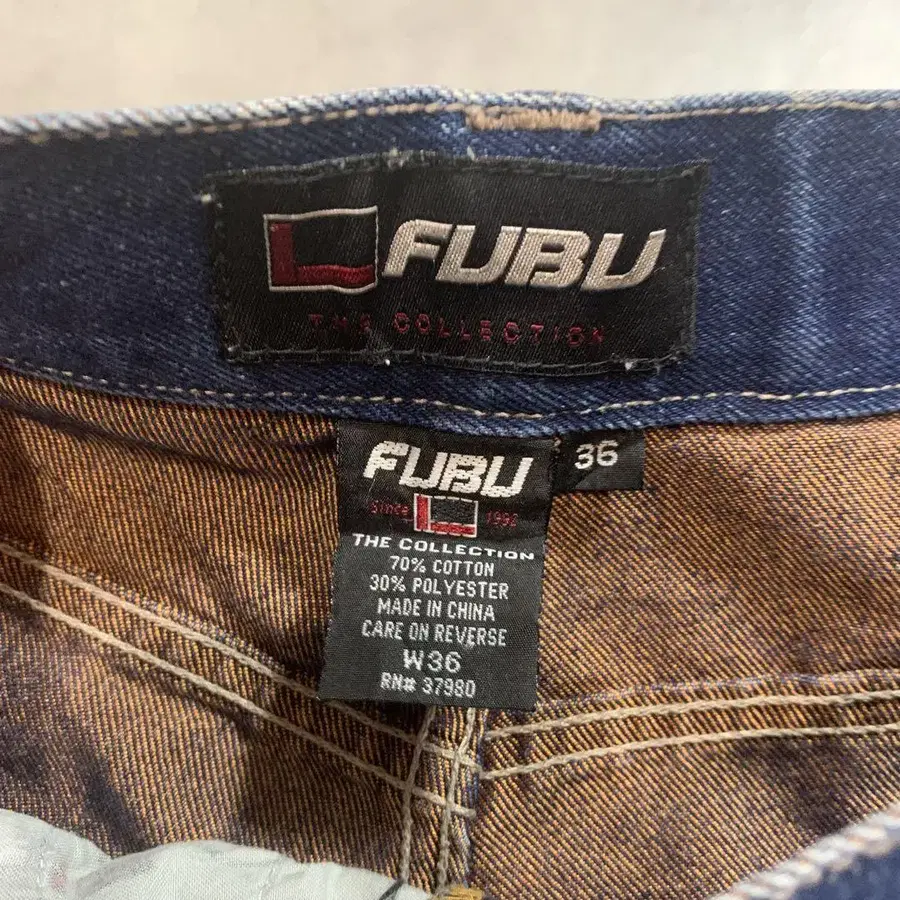 FUBU
THE COLLECTION
FUBU
36
since 1992
THE COLLECTION
70% COTTON
30% POLYESTER
MADE IN CHINA
CARE ON REVERSE
W36
RN# 37980